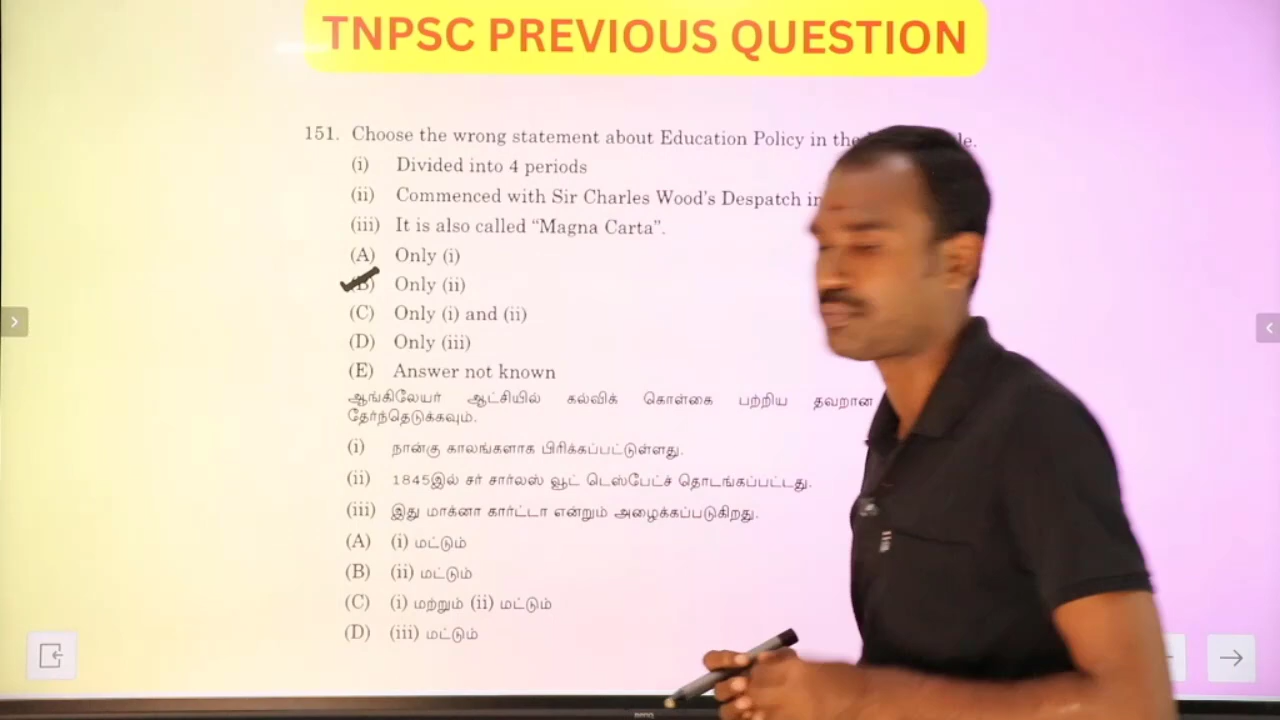 TNPSC PREVIOUS QUESTION
151. Choose the wrong statement about Education Policy in the
(i) Divided into 4 periods
(ii) Commenced with Sir Charles Wood's Despatch in
(iii) It is also called “Magna Carta”.
(A) Only (i)
(B) Only (ii)
(C) Only (i) and (ii)
(D) Only (iii)
(E) Answer not known
ஆங்கிலேயர் ஆட்சியில் கல்விக் கொள்கை பற்றிய தவறான
தேர்ந்தெடுக்கவும்.
(i) நான்கு காலங்களாக பிரிக்கப்பட்டுள்ளது.
(ii) 1845இல் சர் சார்லஸ் வூட் டெஸ்பேட்ச் தொடங்கப்பட்டது.
(iii) இது மாக்னா கார்ட்டா என்றும் அழைக்கப்படுகிறது.
(A) (i) மட்டும்
(B) (ii) மட்டும்
(C) (i) மற்றும் (ii) மட்டும்
(D) (iii) மட்டும்
BENQ